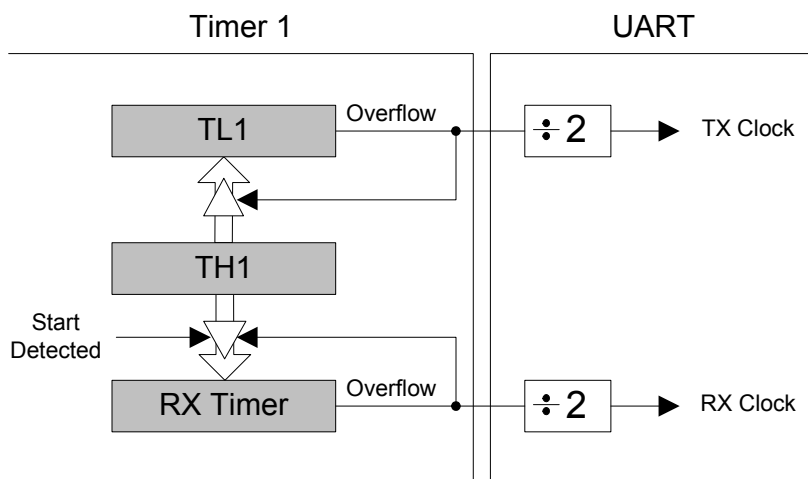 Timer 1
UART
TL1
Overflow
÷ 2
TX Clock
TH1
Start
Detected
RX Timer
Overflow
÷ 2
RX Clock